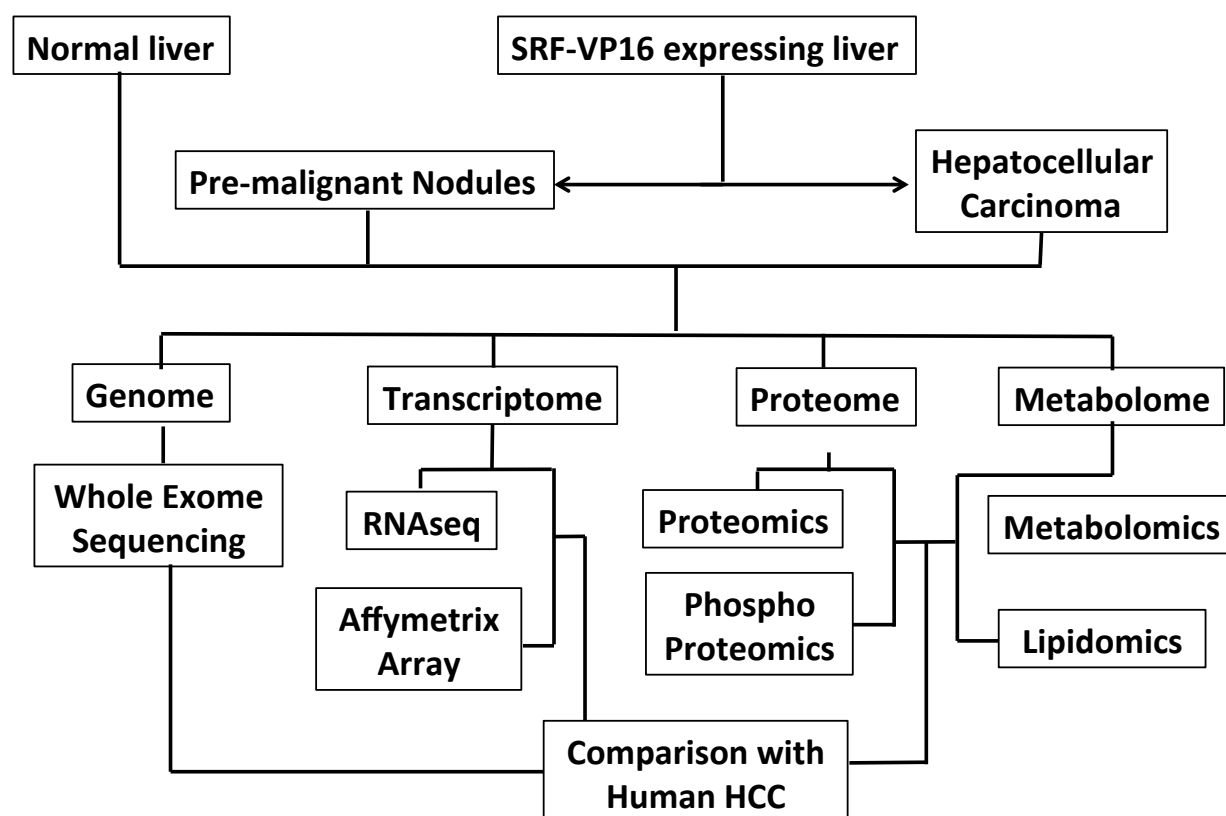 Normal liver
SRF-VP16 expressing liver
Pre-malignant Nodules
Hepatocellular
Carcinoma
Genome
Transcriptome
Proteome
Metabolome
Whole Exome
Sequencing
RNAseq
Proteomics
Metabolomics
Affymetrix
Array
Phospho
Proteomics
Lipidomics
Comparison with
Human HCC